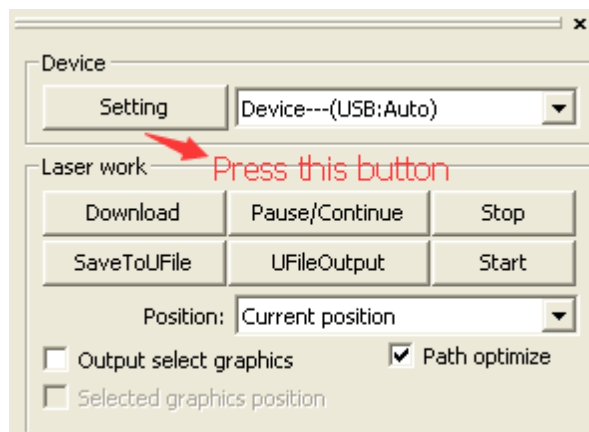 Device
Setting Device---(USB:Auto)
Press this button
Laser work
Download Pause/Continue Stop
SaveToUFile UFileOutput Start
Position: Current position
Output select graphics Path optimize
Selected graphics position